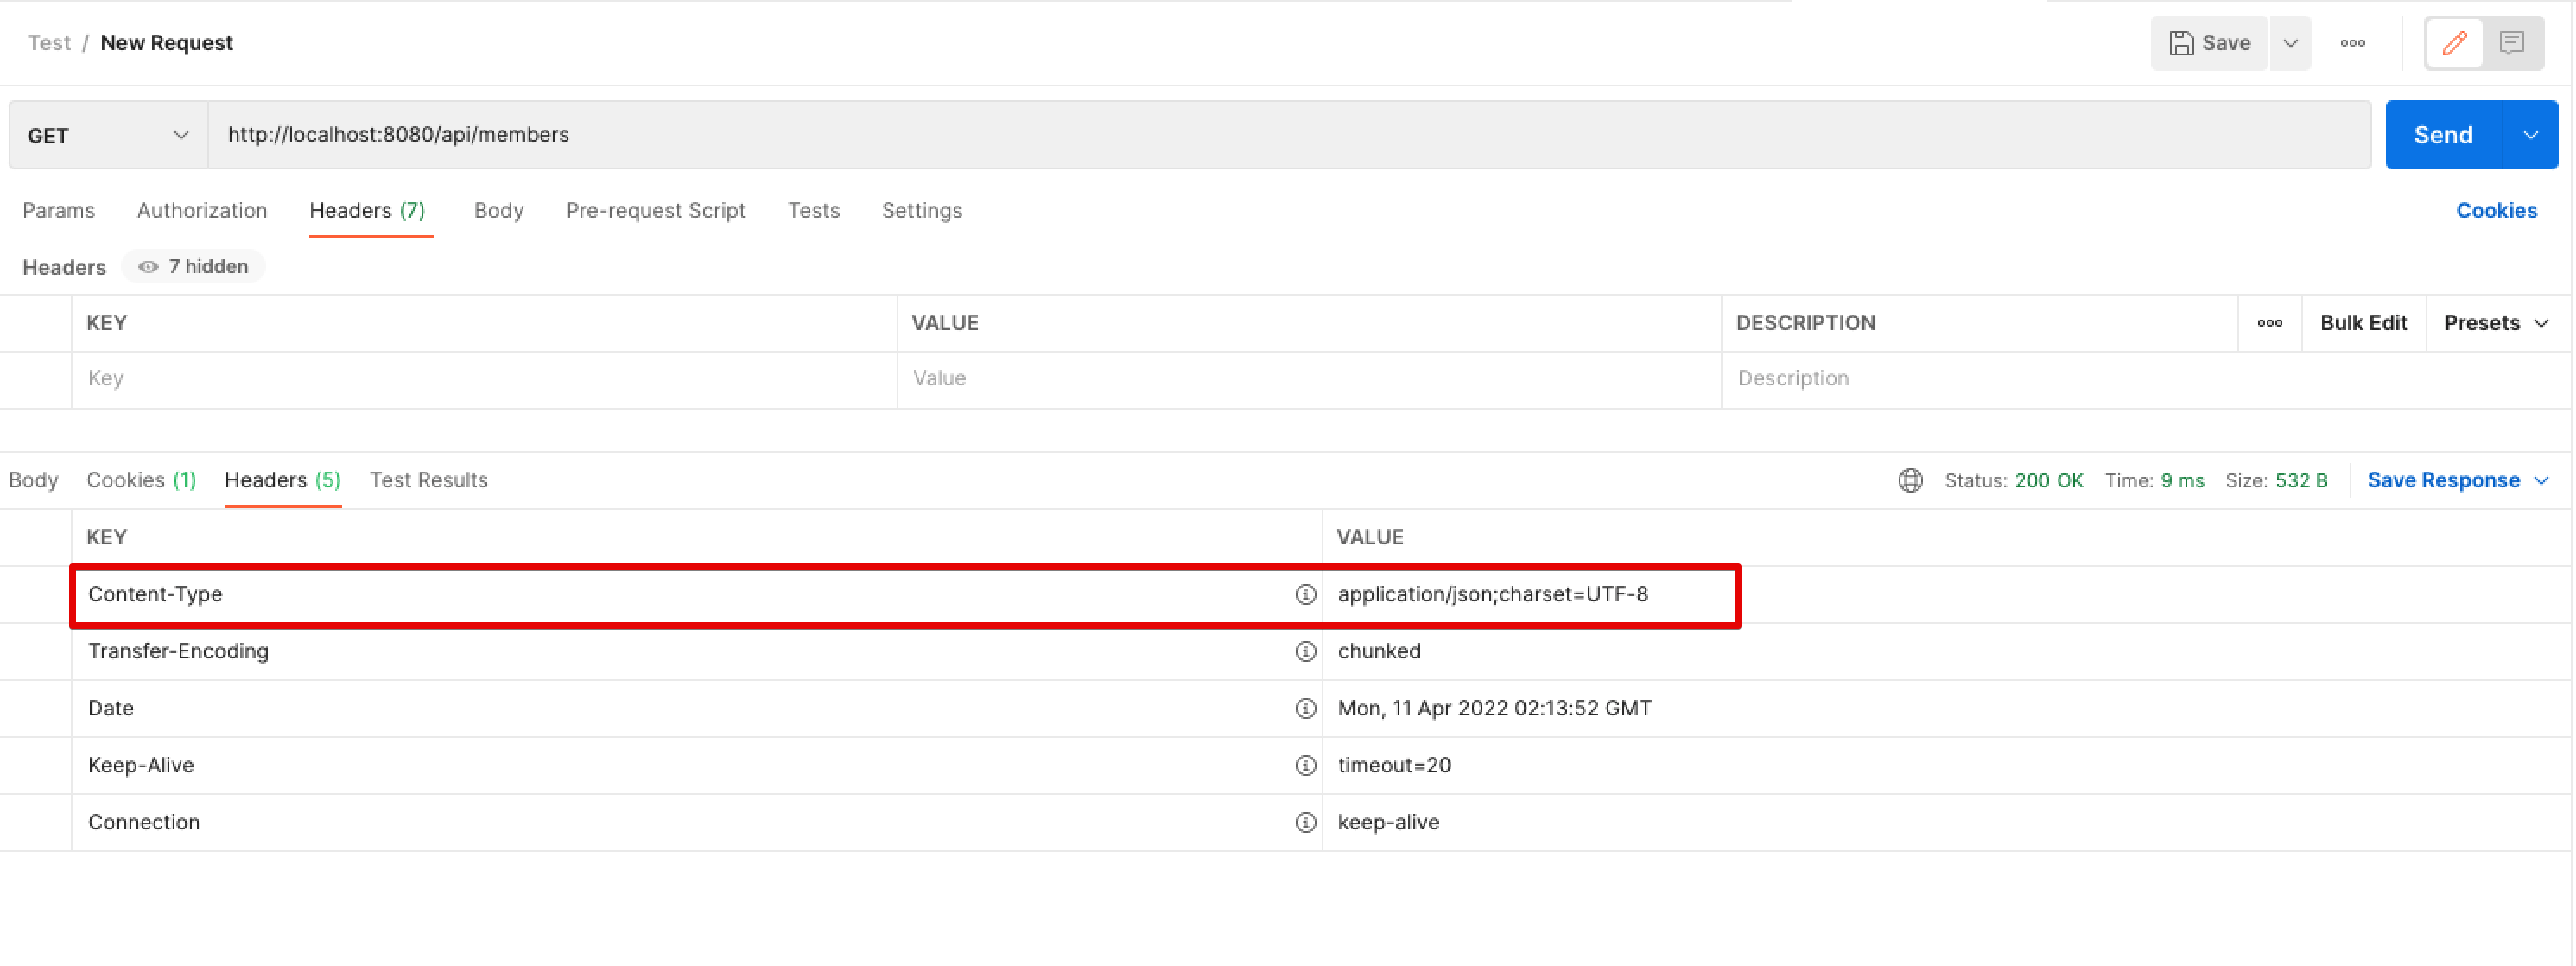 Test / New Request
Save
GET
http://localhost:8080/api/members
Send
Params Authorization Headers (7) Body Pre-request Script Tests Settings Cookies
Headers 7 hidden
KEY VALUE DESCRIPTION Bulk Edit Presets
Key Value Description
Body Cookies (1) Headers (5) Test Results Status: 200 OK Time: 9 ms Size: 532 B Save Response
KEY VALUE
Content-Type application/json;charset=UTF-8
Transfer-Encoding chunked
Date Mon, 11 Apr 2022 02:13:52 GMT
Keep-Alive timeout=20
Connection keep-alive